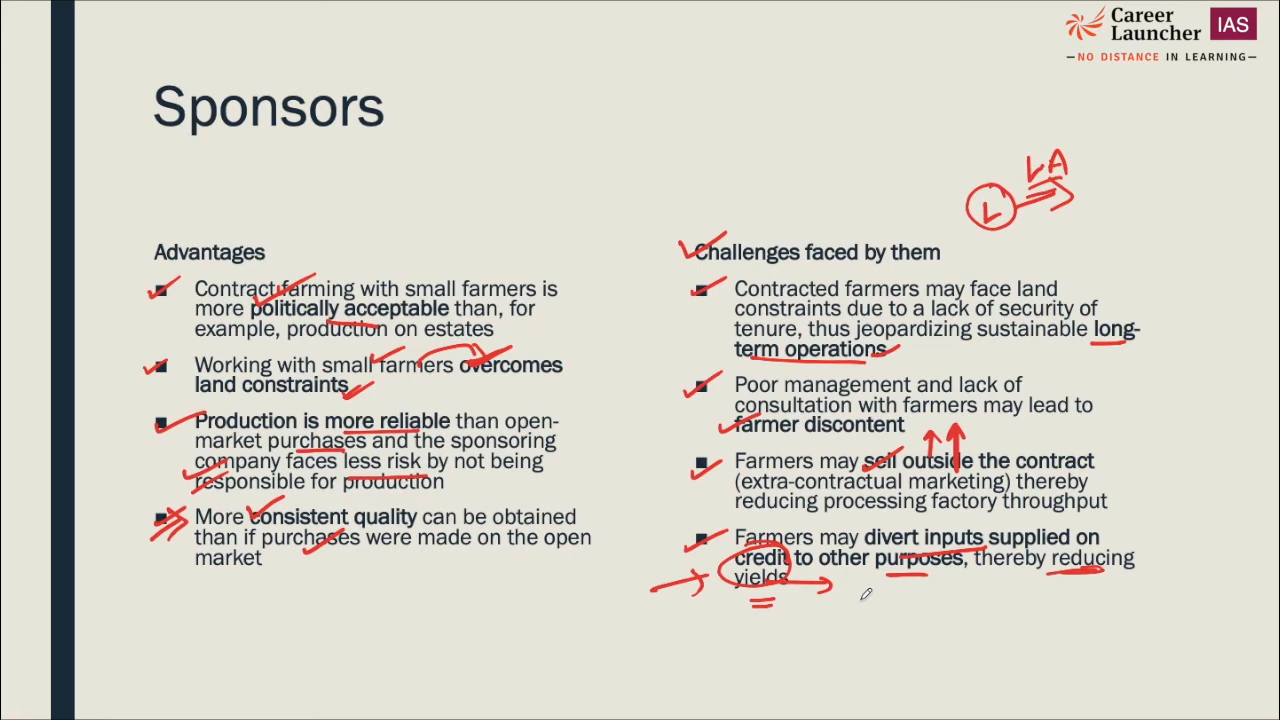 Career
Launcher
IAS
NO DISTANCE IN LEARNING
Sponsors
LA
L
Advantages
■ Contract farming with small farmers is
more politically acceptable than, for
example, production on estates
■ Working with small farmers overcomes
land constraints
■ Production is more reliable than open-
market purchases and the sponsoring
company faces less risk by not being
responsible for production
■ More consistent quality can be obtained
than if purchases were made on the open
market
Challenges faced by them
■ Contracted farmers may face land
constraints due to a lack of security of
tenure, thus jeopardizing sustainable long-
term operations
■ Poor management and lack of
consultation with farmers may lead to
farmer discontent
■ Farmers may sell outside the contract
(extra-contractual marketing) thereby
reducing processing factory throughput
■ Farmers may divert inputs supplied on
credit to other purposes, thereby reducing
yields